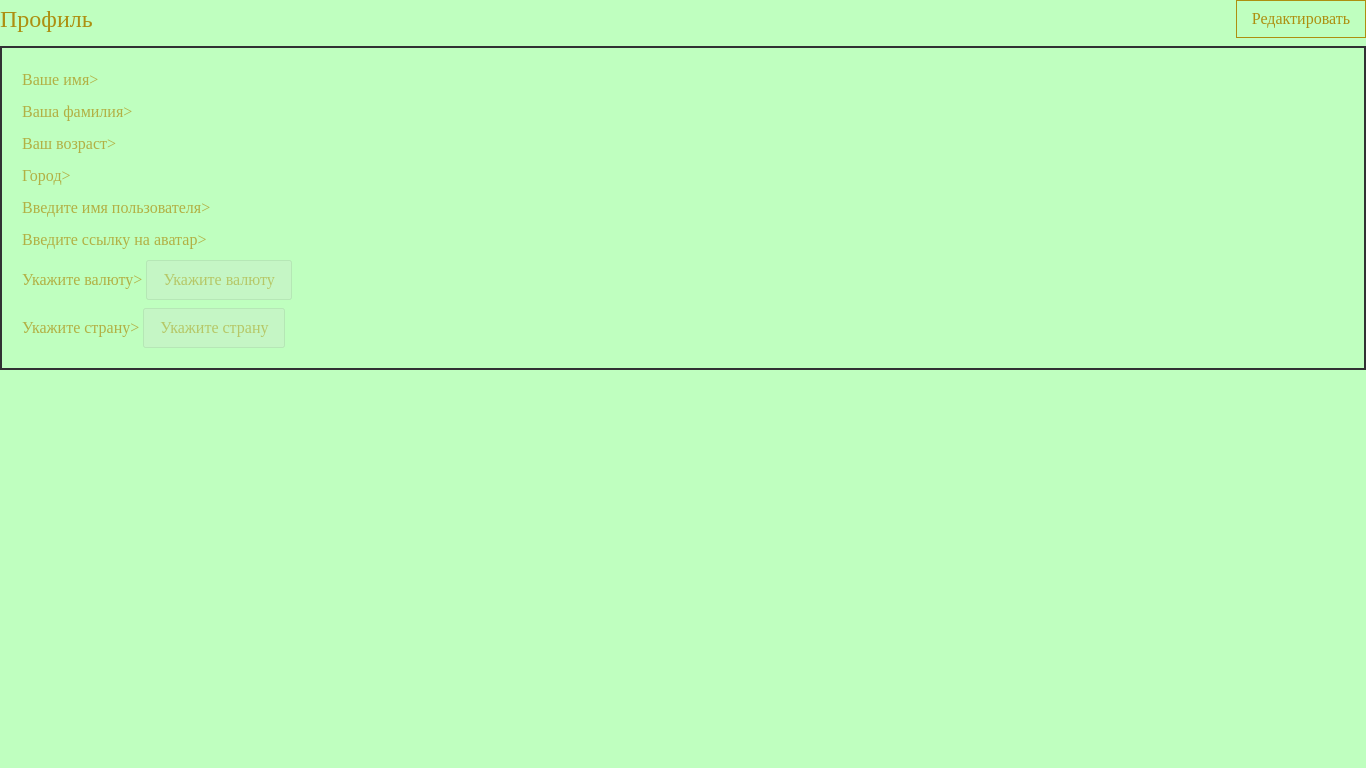 Профиль
Редактировать
Ваше имя>
Ваша фамилия>
Ваш возраст>
Город>
Введите имя пользователя>
Введите ссылку на аватар>
Укажите валюту> Укажите валюту
Укажите страну> Укажите страну